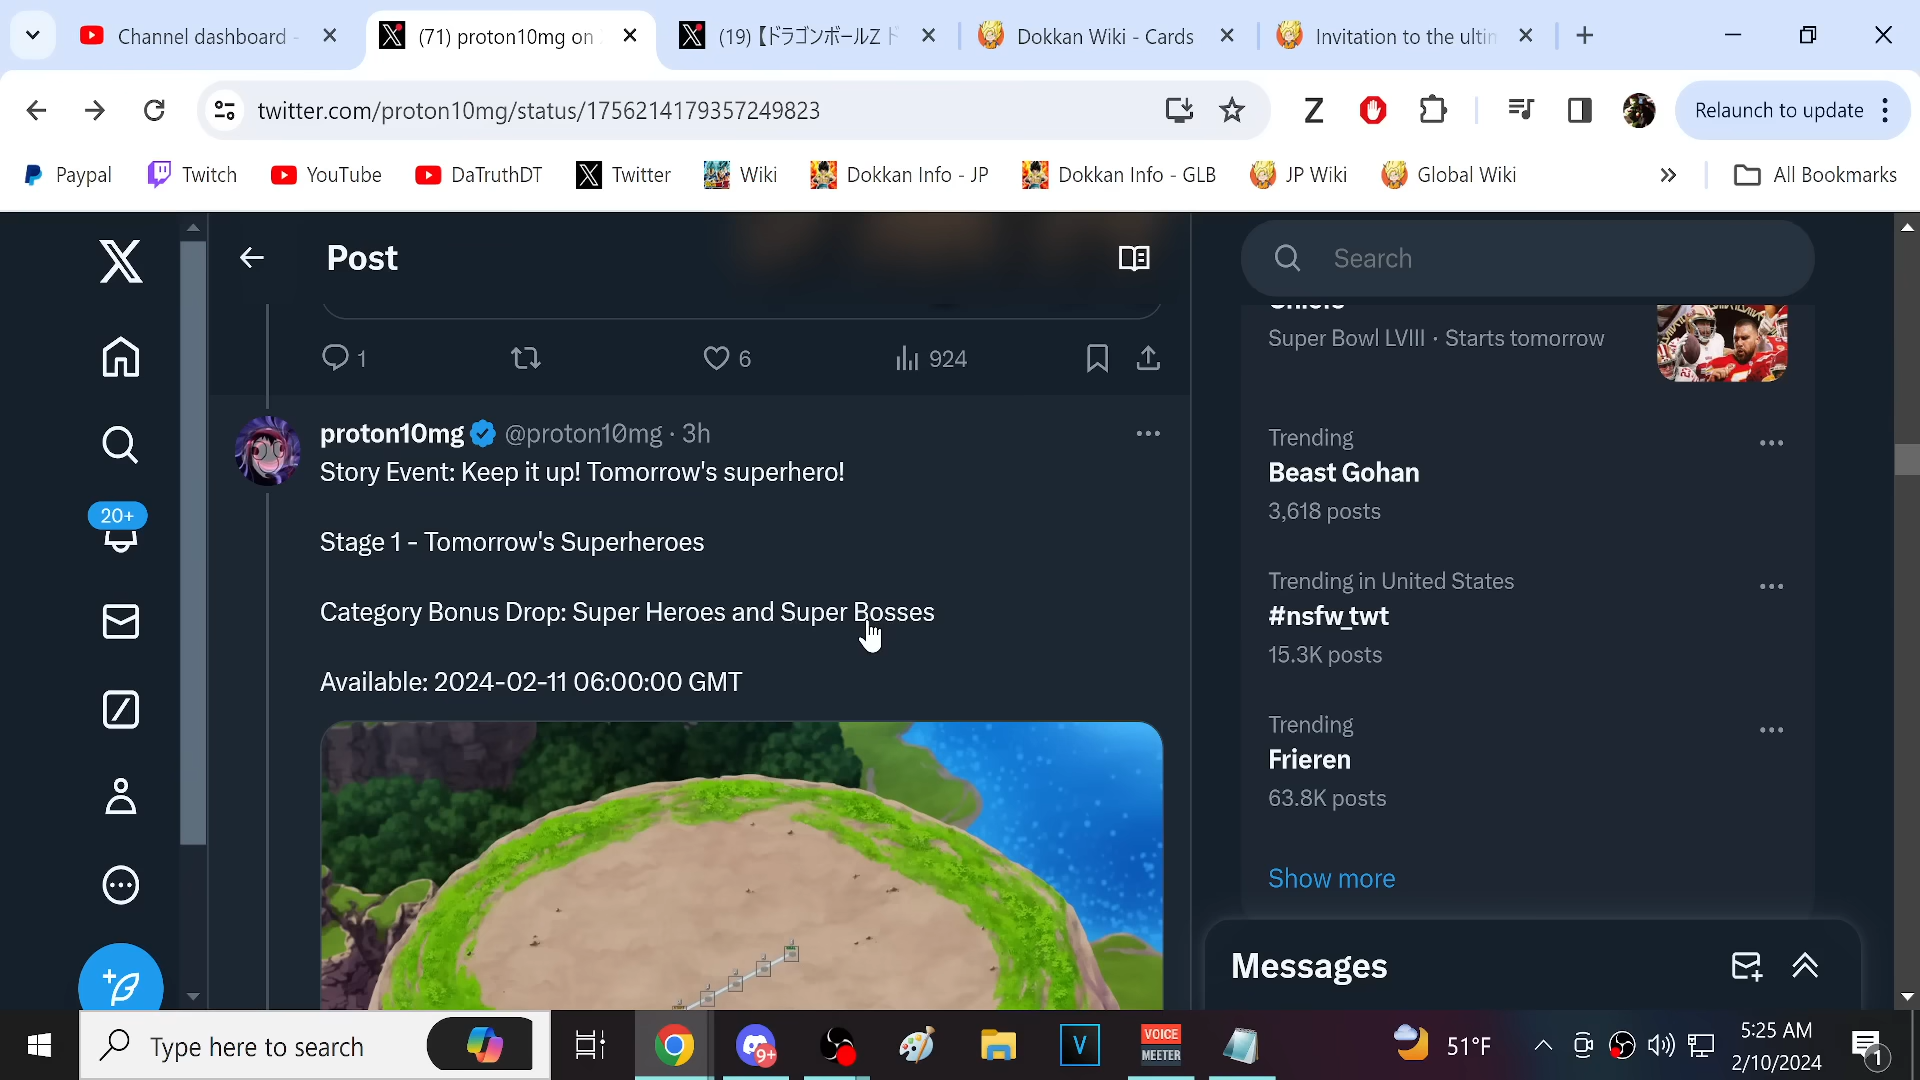 Channel dashboard -
(71) proton10mg on
(19)【ドラゴンボールZ
Dokkan Wiki - Cards
Invitation to the ultin
twitter.com/proton10mg/status/1756214179357249823
Z
Relaunch to update
Paypal
Twitch
YouTube
DaTruthDT
Twitter
Wiki
Dokkan Info - JP
Dokkan Info - GLB
JP Wiki
Global Wiki
All Bookmarks
Post
Search
1
6
924
Super Bowl LVIII · Starts tomorrow
proton10mg @proton10mg · 3h
Story Event: Keep it up! Tomorrow's superhero!
Stage 1 - Tomorrow's Superheroes
Category Bonus Drop: Super Heroes and Super Bosses
Available: 2024-02-11 06:00:00 GMT
20+
Trending
Beast Gohan
3,618 posts
Trending in United States
#nsfw_twt
15.3K posts
Trending
Frieren
63.8K posts
Show more
Messages
Type here to search
9+
V
VOICE
MEETER
51°F
5:25 AM
2/10/2024
1